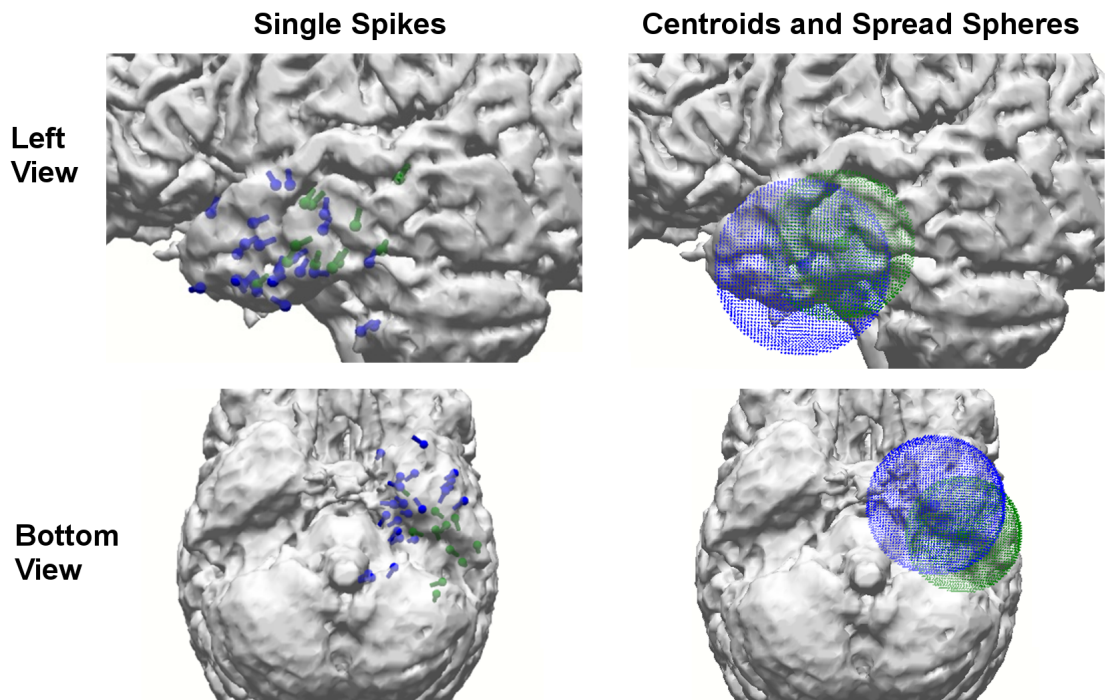 Single Spikes
Centroids and Spread Spheres
Left
View
Bottom
View